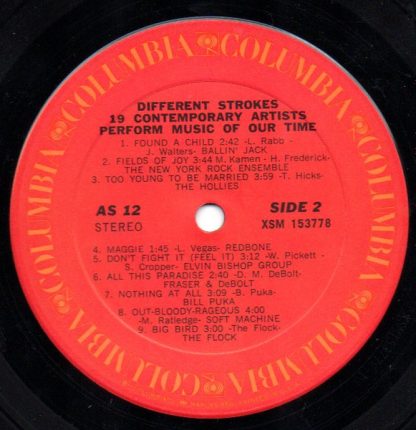 COLUMBIA COLUMBIA COLUMBIA COLUMBIA COLUMBIA COLUMBIA
DIFFERENT STROKES
19 CONTEMPORARY ARTISTS
PERFORM MUSIC OF OUR TIME
1. FOUND A CHILD 2:42 -L. Rabb -
J. Walters- BALLIN' JACK
2. FIELDS OF JOY 3:44 M. Kamen - H. Frederick-
THE NEW YORK ROCK ENSEMBLE
3. TOO YOUNG TO BE MARRIED 3:59 -T. Hicks-
THE HOLLIES
AS 12
SIDE 2
STEREO
XSM 153778
4. MAGGIE 1:45 -L. Vegas- REDBONE
5. DON'T FIGHT IT (FEEL IT) 3:12 -W. Pickett -
S. Cropper- ELVIN BISHOP GROUP
6. ALL THIS PARADISE 2:40 -D. M. DeBolt-
FRASER & DEBOLT
7. NOTHING AT ALL 3:09 -B. Puka-
BILL PUKA
8. OUT-BLOODY-RAGEOUS 4:00
-M. Ratledge- SOFT MACHINE
9. BIG BIRD 3:00 -The Flock-
THE FLOCK